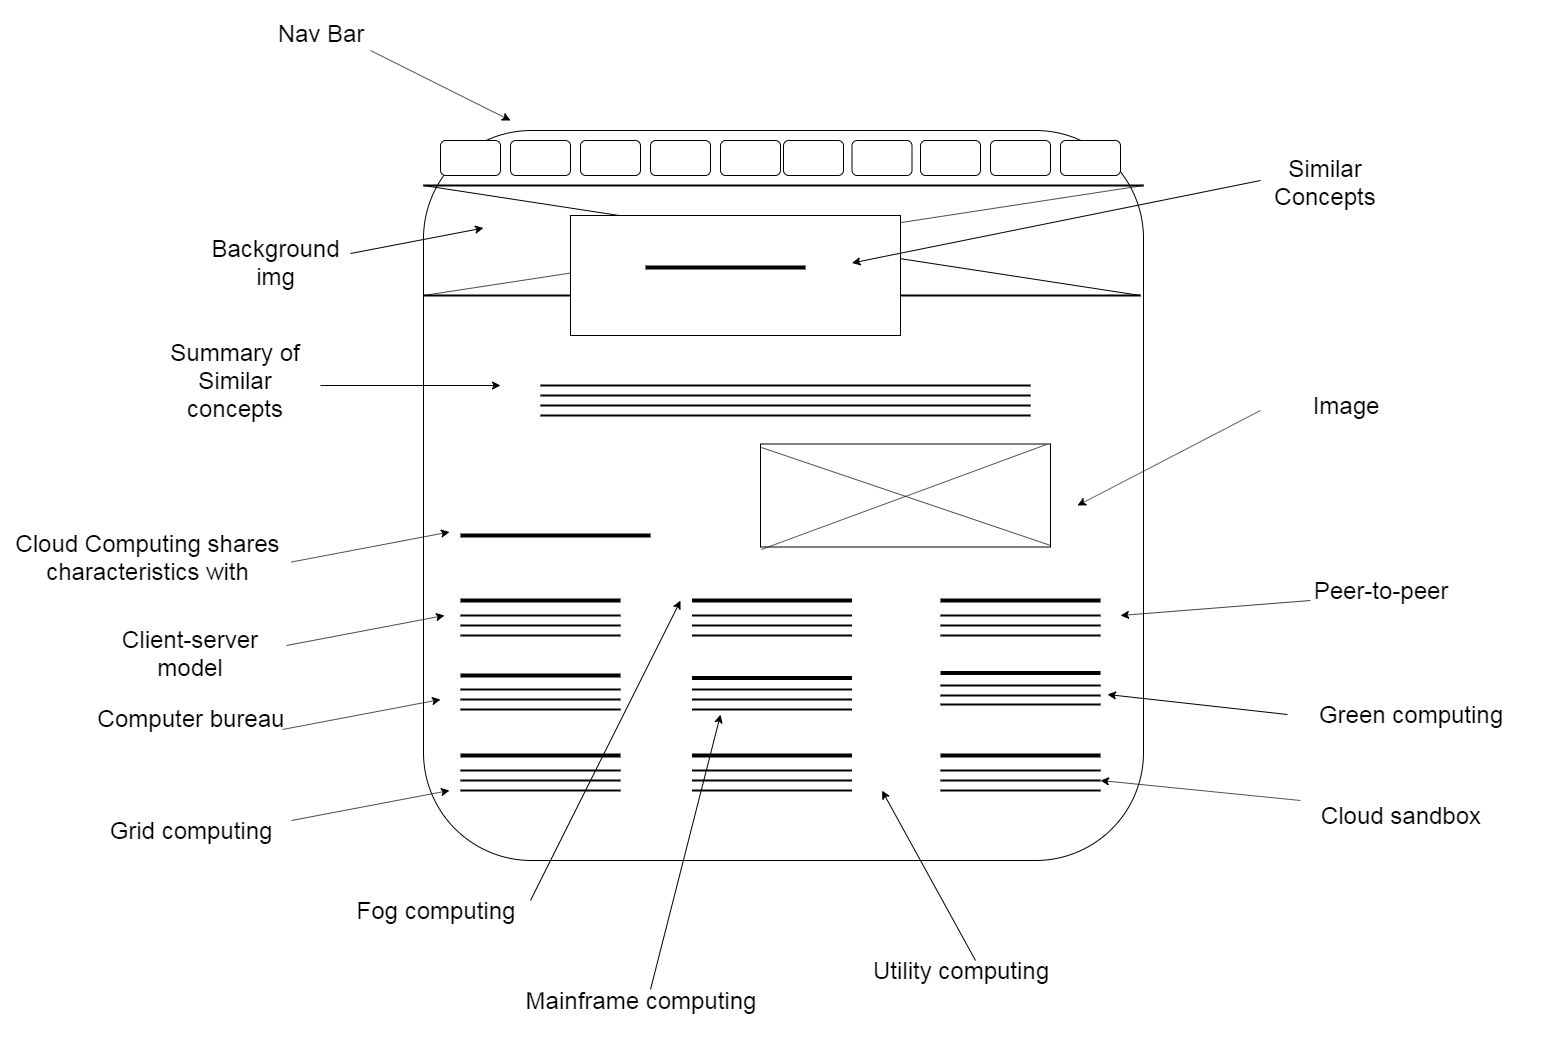 Nav Bar
Similar
Concepts
Background
img
Summary of
Similar
concepts
Image
Cloud Computing shares
characteristics with
Peer-to-peer
Client-server
model
Computer bureau
Green computing
Cloud sandbox
Grid computing
Fog computing
Utility computing
Mainframe computing